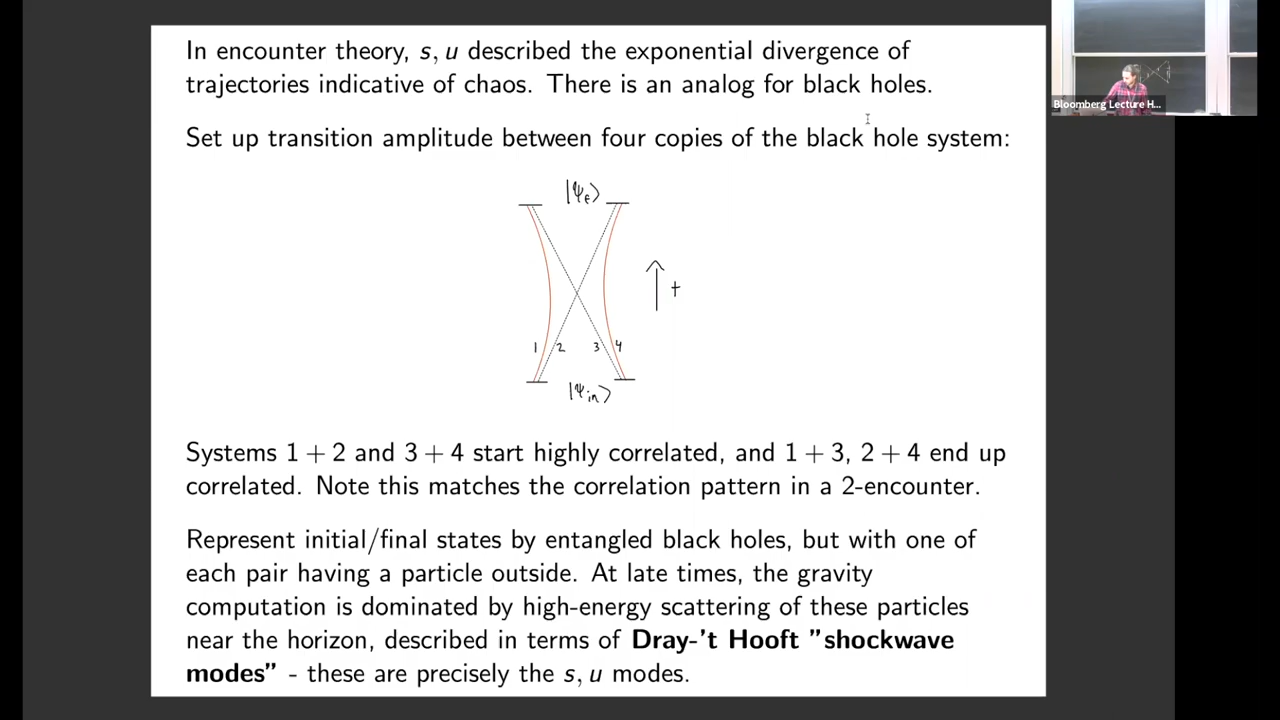 In encounter theory, s, u described the exponential divergence of
trajectories indicative of chaos. There is an analog for black holes.
Bloomberg Lecture H...
Set up transition amplitude between four copies of the black hole system:
|Ψf⟩
t
1 2 3 4
|Ψin⟩
Systems 1 + 2 and 3 + 4 start highly correlated, and 1 + 3, 2 + 4 end up
correlated. Note this matches the correlation pattern in a 2-encounter.
Represent initial/final states by entangled black holes, but with one of
each pair having a particle outside. At late times, the gravity
computation is dominated by high-energy scattering of these particles
near the horizon, described in terms of Dray-'t Hooft "shockwave
modes" - these are precisely the s, u modes.